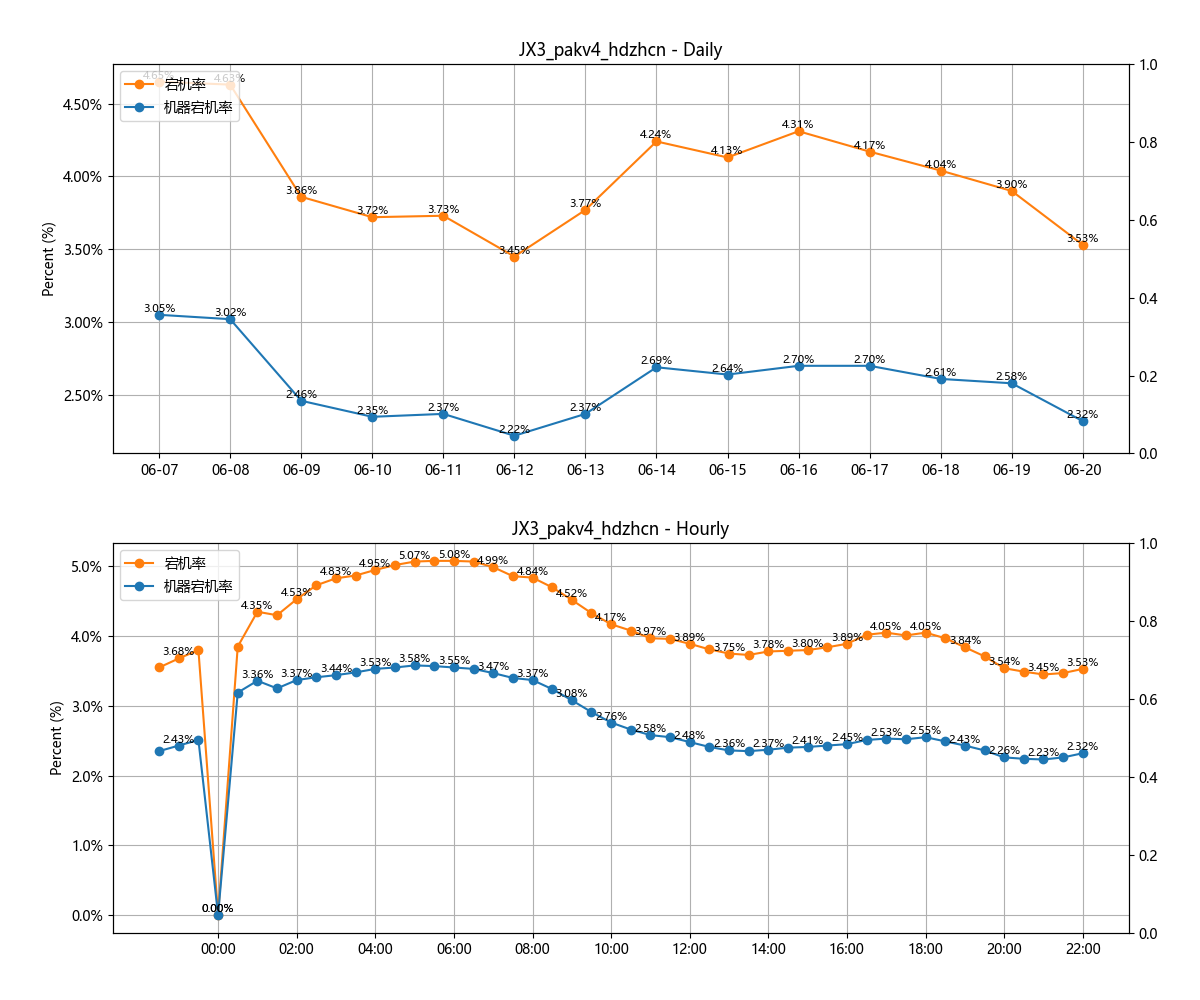 JX3_pakv4_hdzhcn - Daily
宕机率
机器宕机率
Percent (%)
4.50%
4.00%
3.50%
3.00%
2.50%
1.0
0.8
0.6
0.4
0.2
0.0
4.65% 4.63% 3.86% 3.72% 3.73% 3.45% 3.77% 4.24% 4.13% 4.31% 4.17% 4.04% 3.90% 3.53%
3.05% 3.02% 2.46% 2.35% 2.37% 2.22% 2.37% 2.69% 2.64% 2.70% 2.70% 2.61% 2.58% 2.32%
06-07 06-08 06-09 06-10 06-11 06-12 06-13 06-14 06-15 06-16 06-17 06-18 06-19 06-20
JX3_pakv4_hdzhcn - Hourly
宕机率
机器宕机率
Percent (%)
5.0%
4.0%
3.0%
2.0%
1.0%
0.0%
1.0
0.8
0.6
0.4
0.2
0.0
3.68% 0.00% 4.35% 4.53% 4.83% 4.95% 5.07% 5.08% 4.99% 4.84% 4.52% 4.17% 3.97% 3.89% 3.75% 3.78% 3.80% 3.89% 4.05% 4.05% 3.84% 3.54% 3.45% 3.53%
2.43% 0.00% 3.36% 3.37% 3.44% 3.53% 3.58% 3.55% 3.47% 3.37% 3.08% 2.76% 2.58% 2.48% 2.36% 2.37% 2.41% 2.45% 2.53% 2.55% 2.43% 2.26% 2.23% 2.32%
00:00 02:00 04:00 06:00 08:00 10:00 12:00 14:00 16:00 18:00 20:00 22:00